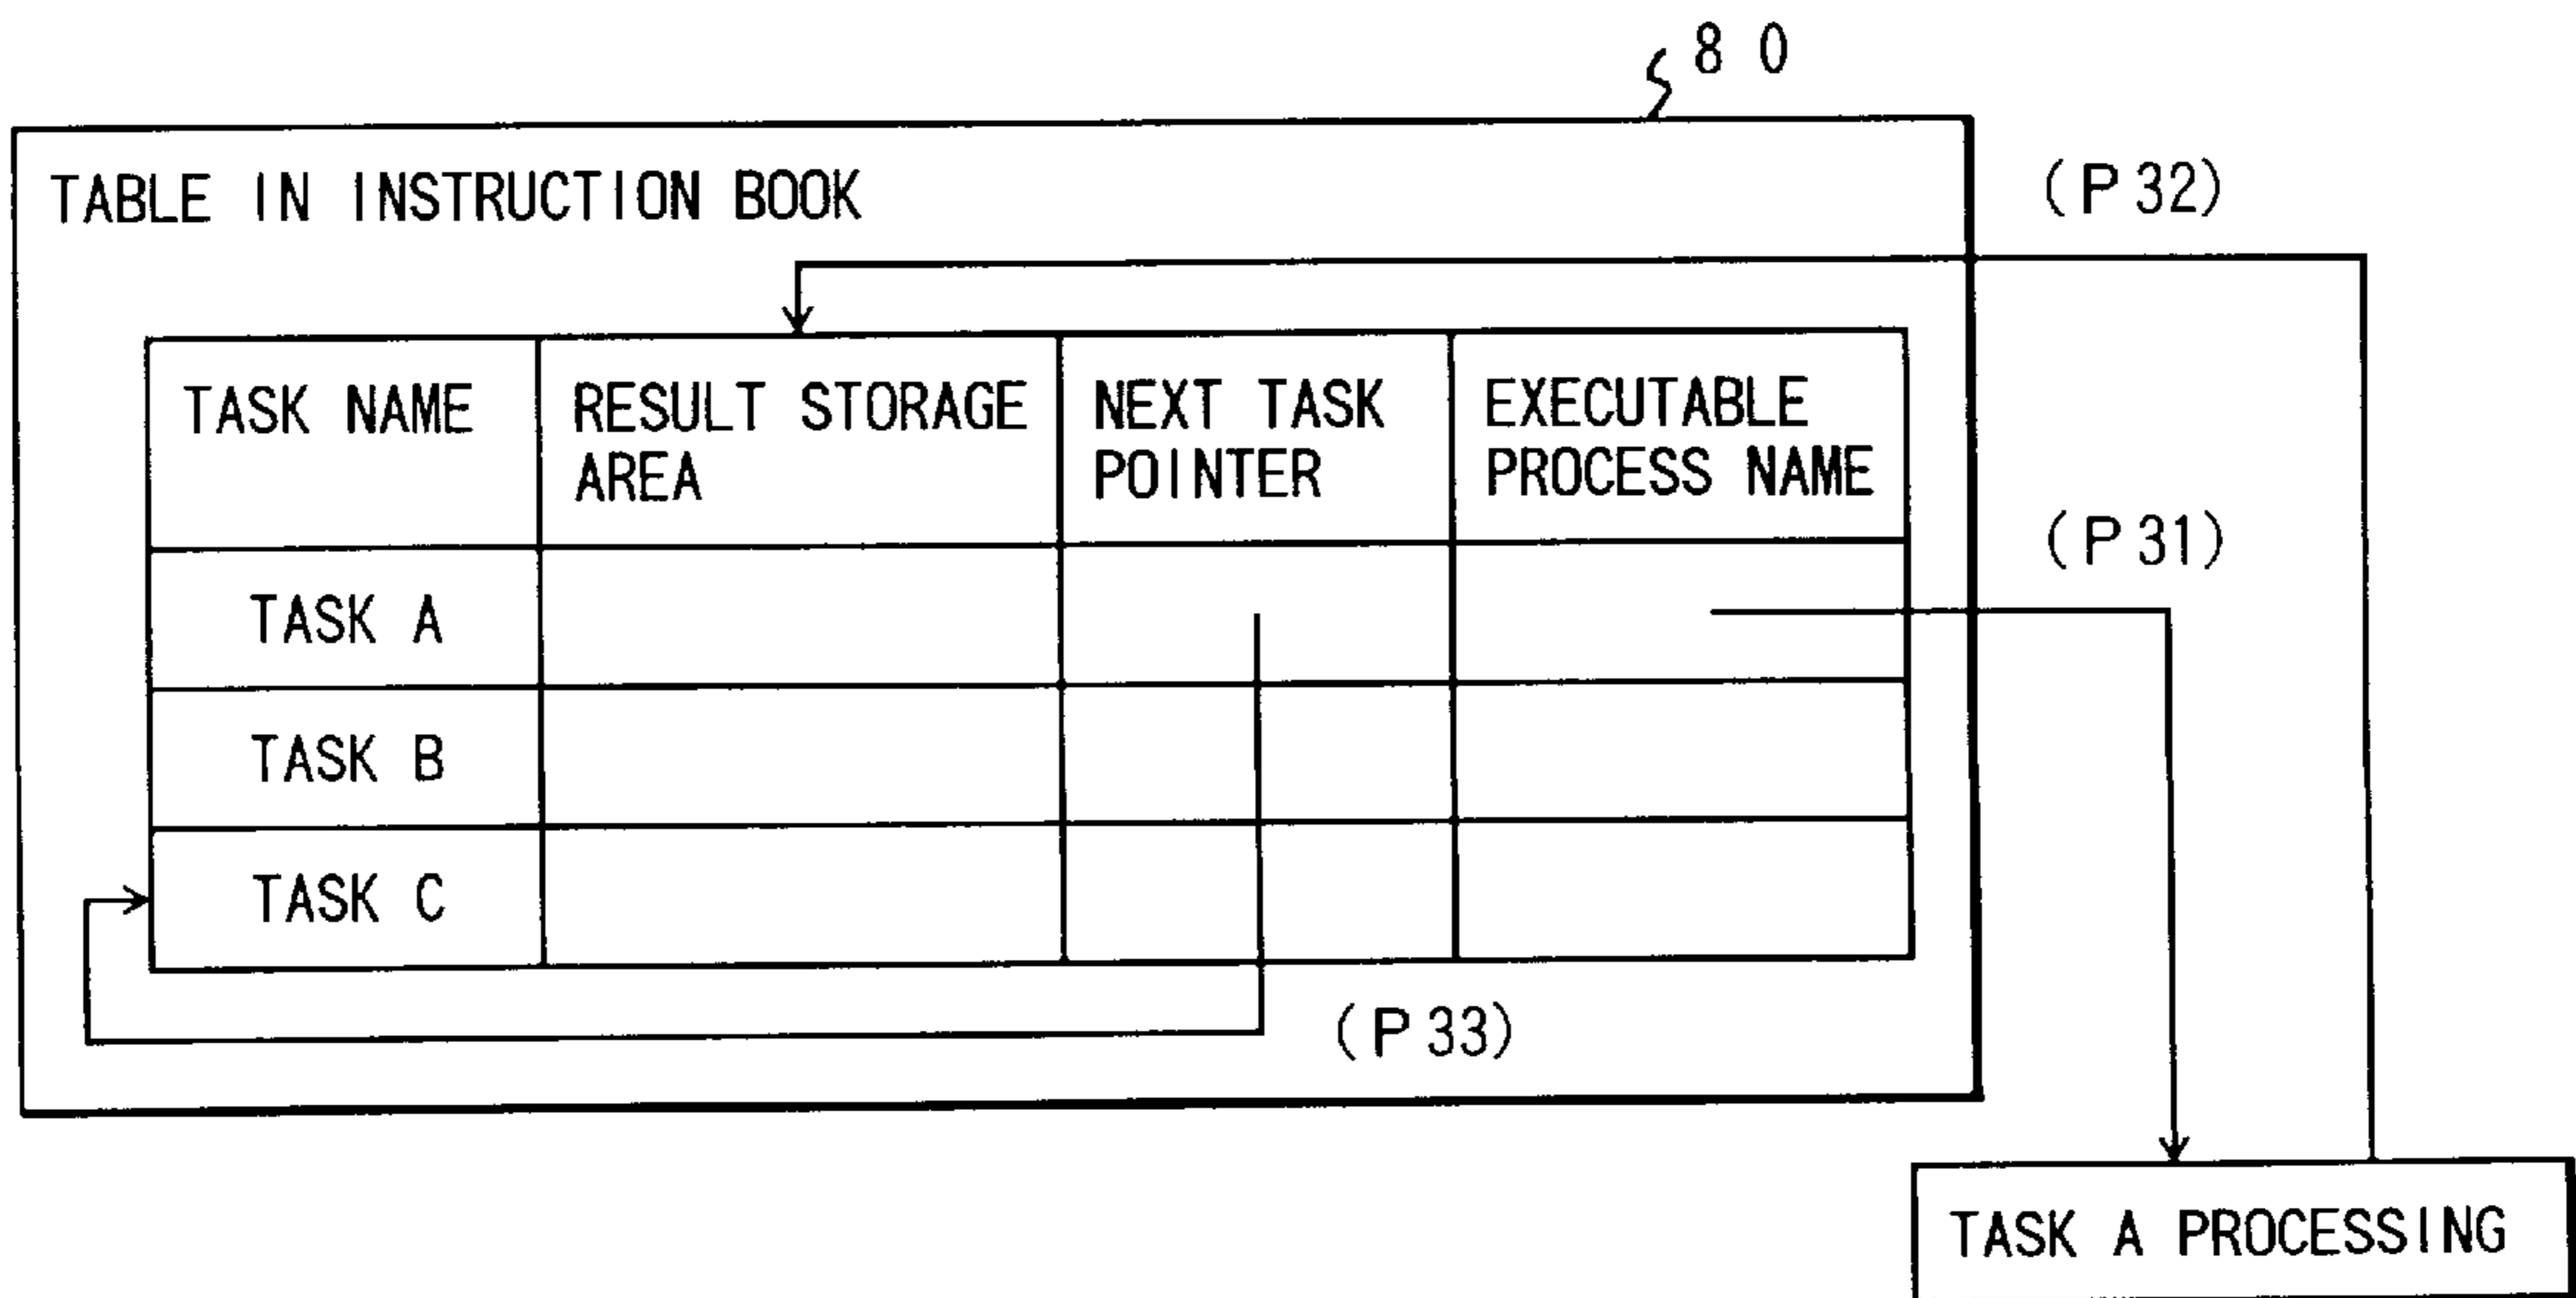 80
TABLE IN INSTRUCTION BOOK
(P32)
TASK NAME
RESULT STORAGE
AREA
NEXT TASK
POINTER
EXECUTABLE
PROCESS NAME
(P31)
TASK A
TASK B
TASK C
(P33)
TASK A PROCESSING